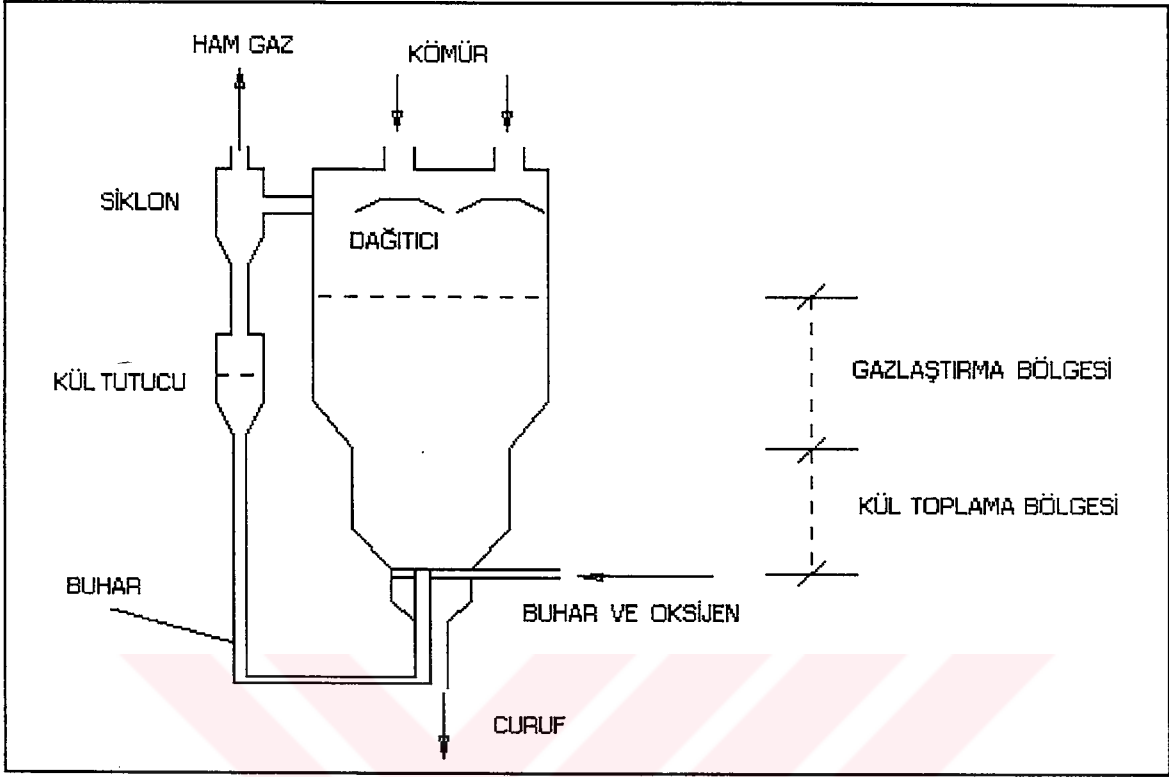 HAM GAZ
KÖMÜR
SİKLON
DAĞITICI
KÜL TUTUCU
GAZLAŞTIRMA BÖLGESİ
KÜL TOPLAMA BÖLGESİ
BUHAR
BUHAR VE OKSİJEN
CURUF